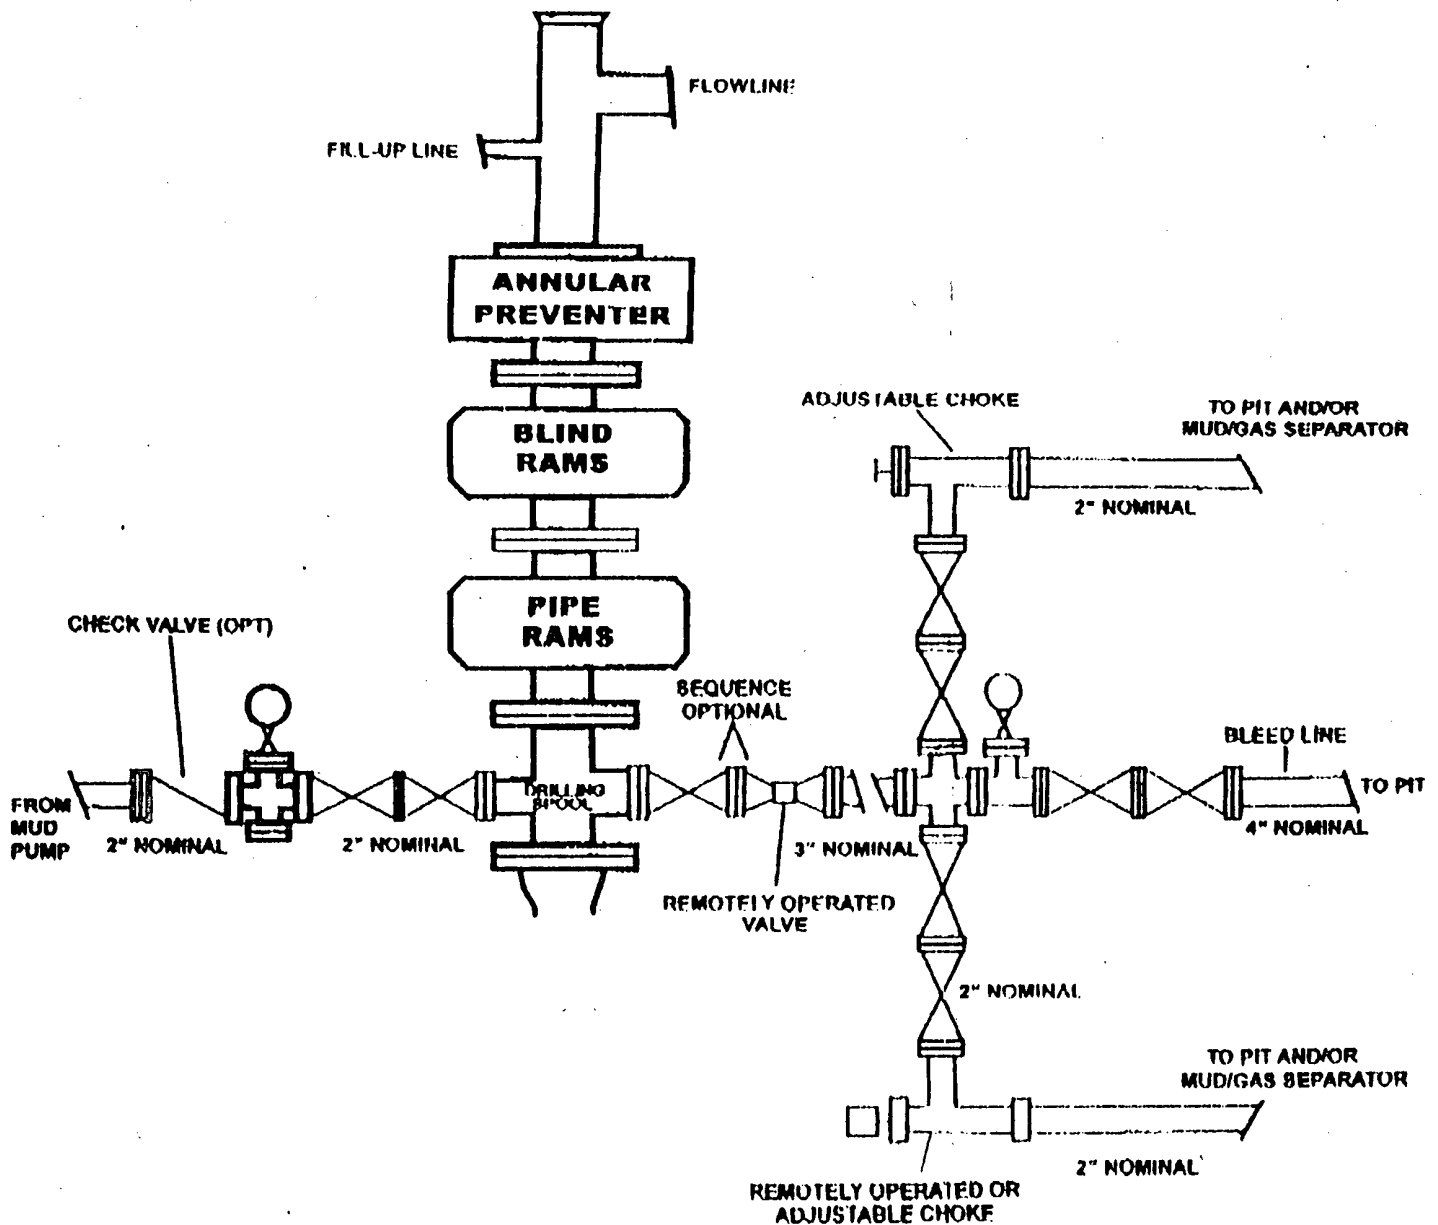 FLOWLINE
FILL-UP LINE
ANNULAR
PREVENTER
ADJUSTABLE CHOKE
TO PIT AND/OR
MUD/GAS SEPARATOR
BLIND
RAMS
2" NOMINAL
PIPE
RAMS
CHECK VALVE (OPT)
SEQUENCE
OPTIONAL
BLEED LINE
TO PIT
DRILLING
SPOOL
FROM
MUD
PUMP
2" NOMINAL
2" NOMINAL
3" NOMINAL
4" NOMINAL
REMOTELY OPERATED
VALVE
2" NOMINAL
TO PIT AND/OR
MUD/GAS SEPARATOR
2" NOMINAL
REMOTELY OPERATED OR
ADJUSTABLE CHOKE